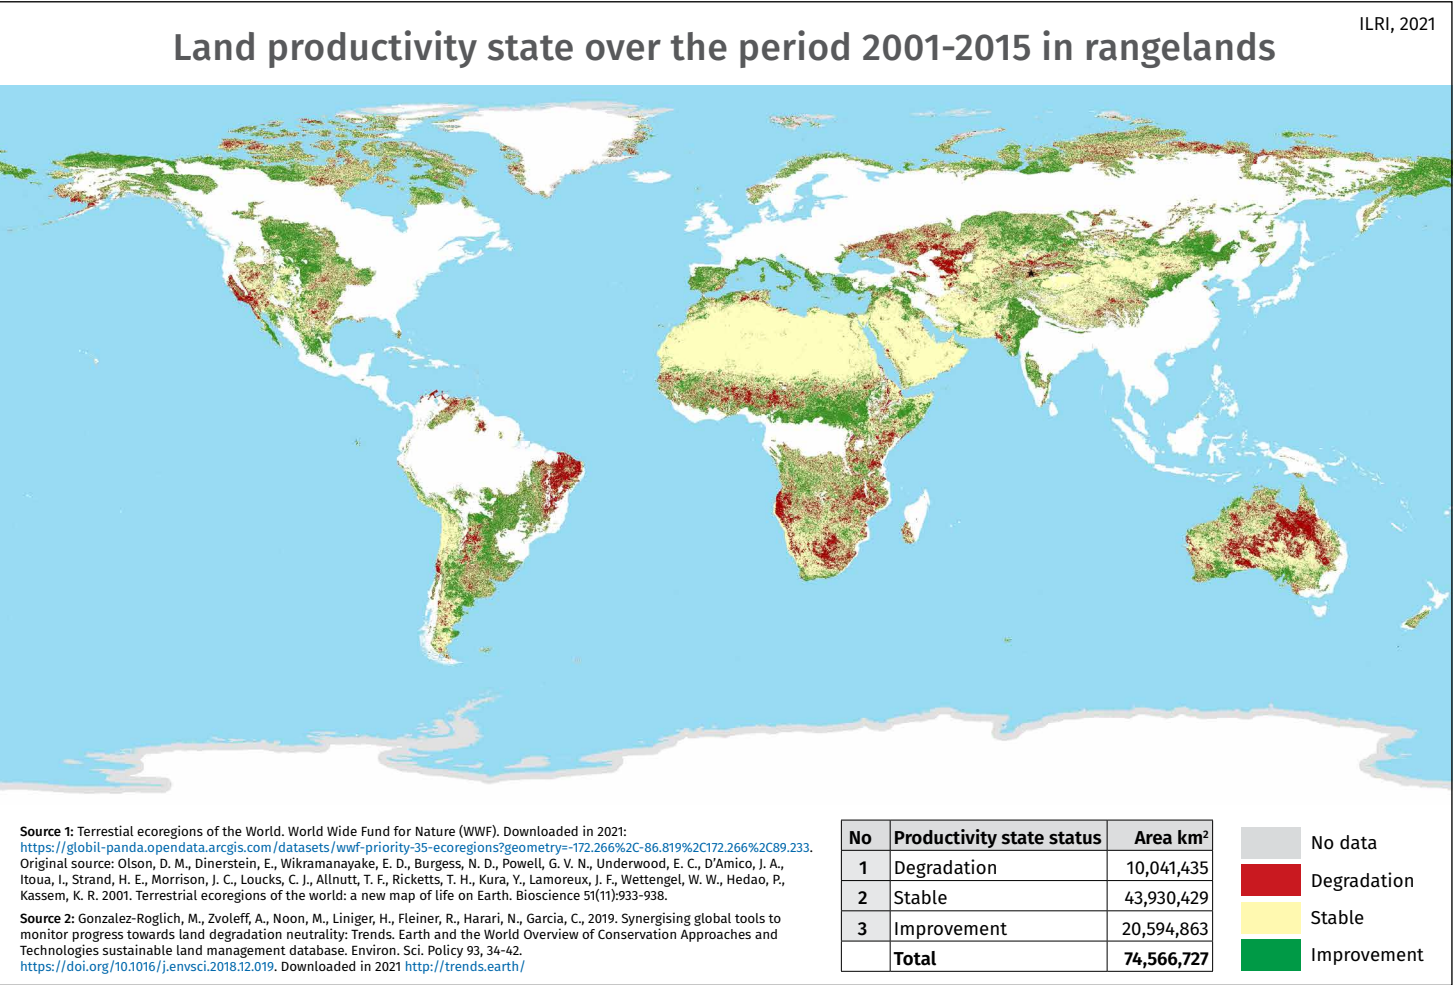 ILRI, 2021
Land productivity state over the period 2001-2015 in rangelands
Source 1: Terrestial ecoregions of the World. World Wide Fund for Nature (WWF). Downloaded in 2021:
https://globil-panda.opendata.arcgis.com/datasets/wwf-priority-35-ecoregions?geometry=-172.266%2C-86.819%2C172.266%2C89.233.
Original source: Olson, D. M., Dinerstein, E., Wikramanayake, E. D., Burgess, N. D., Powell, G. V. N., Underwood, E. C., D'Amico, J. A.,
Itoua, I., Strand, H. E., Morrison, J. C., Loucks, C. J., Allnutt, T. F., Ricketts, T. H., Kura, Y., Lamoreux, J. F., Wettengel, W. W., Hedao, P.,
Kassem, K. R. 2001. Terrestrial ecoregions of the world: a new map of life on Earth. Bioscience 51(11):933-938.
Source 2: Gonzalez-Roglich, M., Zvoleff, A., Noon, M., Liniger, H., Fleiner, R., Harari, N., Garcia, C., 2019. Synergising global tools to
monitor progress towards land degradation neutrality: Trends. Earth and the World Overview of Conservation Approaches and
Technologies sustainable land management database. Environ. Sci. Policy 93, 34-42.
https://doi.org/10.1016/j.envsci.2018.12.019. Downloaded in 2021 http://trends.earth/
No Productivity state status Area km²
1 Degradation 10,041,435
2 Stable 43,930,429
3 Improvement 20,594,863
Total 74,566,727
No data
Degradation
Stable
Improvement